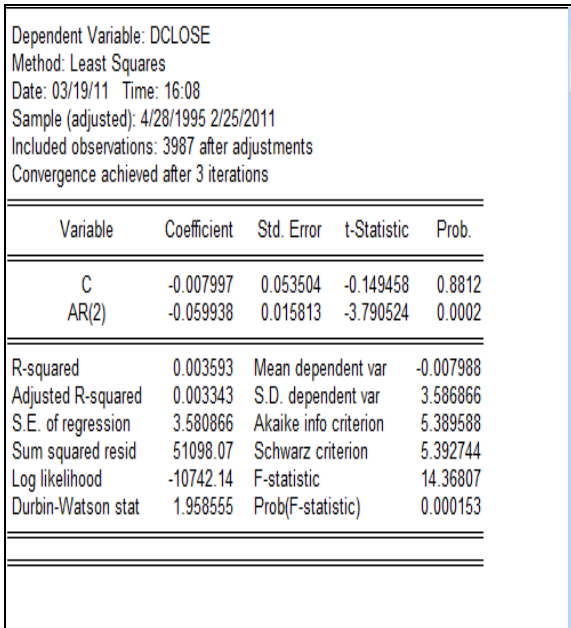 Dependent Variable: DCLOSE
Method: Least Squares
Date: 03/19/11 Time: 16:08
Sample (adjusted): 4/28/1995 2/25/2011
Included observations: 3987 after adjustments
Convergence achieved after 3 iterations
Variable Coefficient Std. Error t-Statistic Prob.
C -0.007997 0.053504 -0.149458 0.8812
AR(2) -0.059938 0.015813 -3.790524 0.0002
R-squared 0.003593 Mean dependent var -0.007988
Adjusted R-squared 0.003343 S.D. dependent var 3.586866
S.E. of regression 3.580866 Akaike info criterion 5.389588
Sum squared resid 51098.07 Schwarz criterion 5.392744
Log likelihood -10742.14 F-statistic 14.36807
Durbin-Watson stat 1.958555 Prob(F-statistic) 0.000153